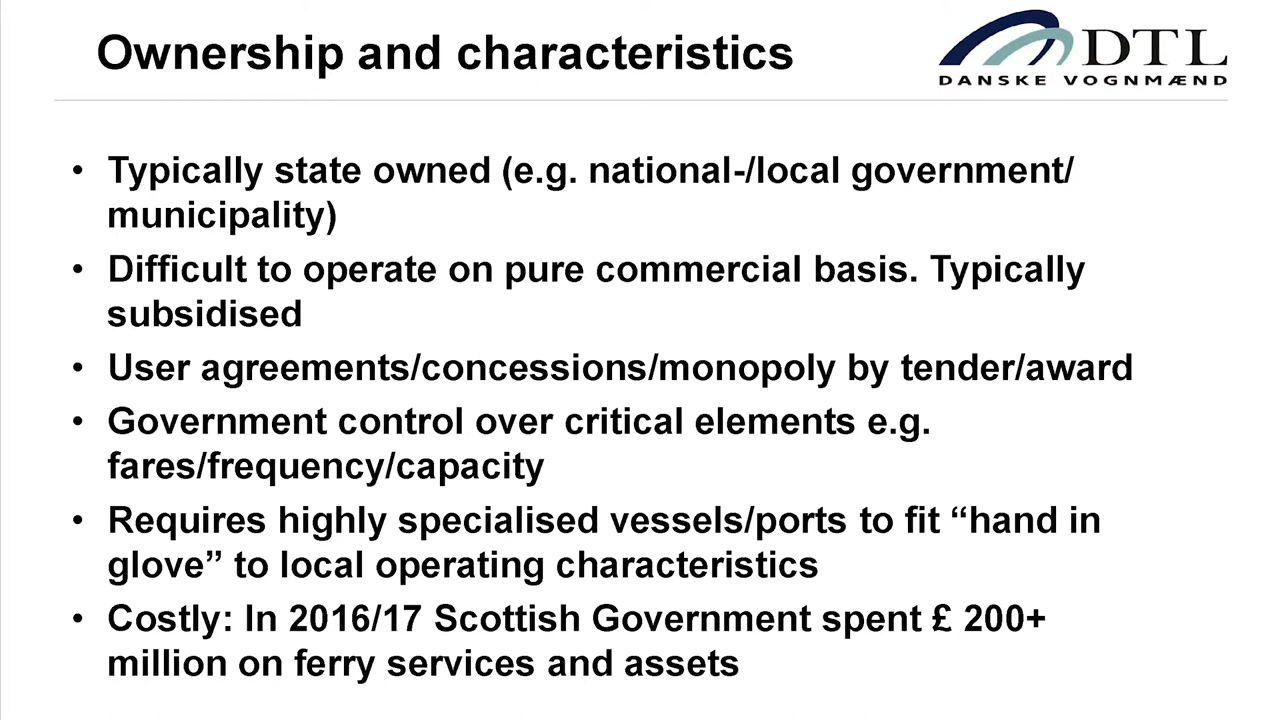 Ownership and characteristics
DTL
DANSKE VOGNMÆND
• Typically state owned (e.g. national-/local government/
municipality)
• Difficult to operate on pure commercial basis. Typically
subsidised
• User agreements/concessions/monopoly by tender/award
• Government control over critical elements e.g.
fares/frequency/capacity
• Requires highly specialised vessels/ports to fit “hand in
glove” to local operating characteristics
• Costly: In 2016/17 Scottish Government spent £ 200+
million on ferry services and assets